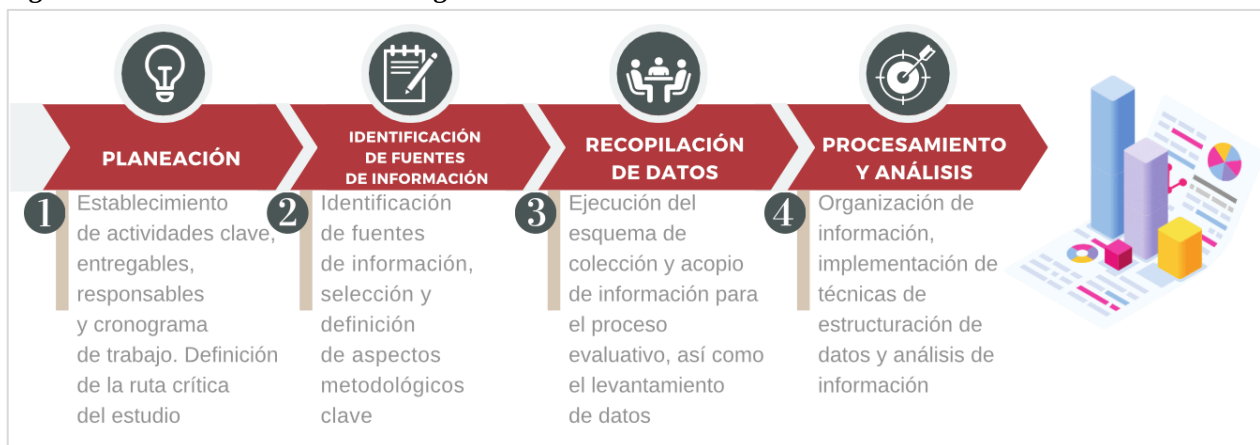 PLANEACIÓN
1
Establecimiento
de actividades clave,
entregables,
responsables
y cronograma
de trabajo. Definición
de la ruta crítica
del estudio
IDENTIFICACIÓN
DE FUENTES
DE INFORMACIÓN
2
Identificación
de fuentes
de información,
selección y
definición
de aspectos
metodológicos
clave
RECOPILACIÓN
DE DATOS
3
Ejecución del
esquema de
colección y acopio
de información para
el proceso
evaluativo, así como
el levantamiento
de datos
PROCESAMIENTO
Y ANÁLISIS
4
Organización de
información,
implementación de
técnicas de
estructuración de
datos y análisis de
información